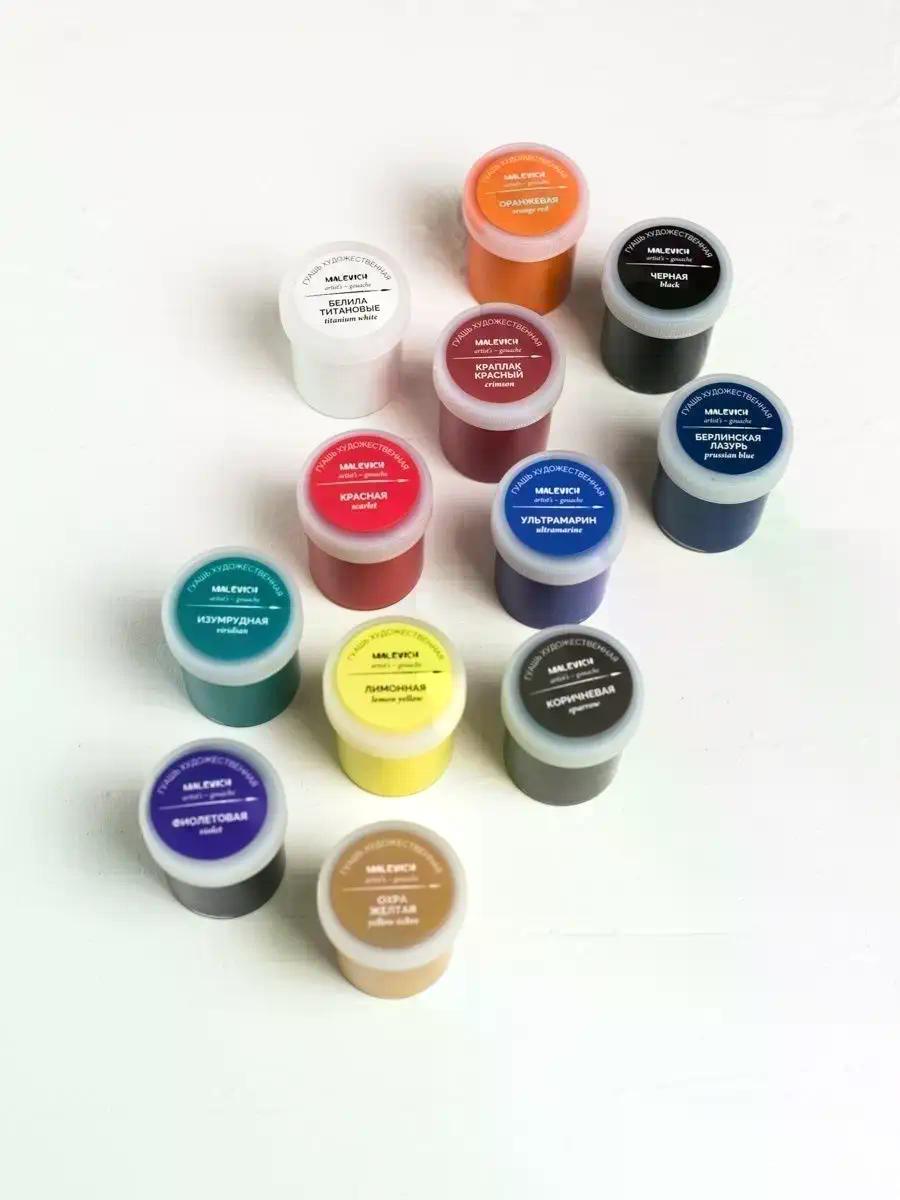 ГУАШЬ ХУДОЖЕСТВЕННАЯ
MALEVICH
artist's – gouache
ОРАНЖЕВАЯ
orange red
ГУАШЬ ХУДОЖЕСТВЕННАЯ
MALEVICH
artist's – gouache
ЧЕРНАЯ
black
ГУАШЬ ХУДОЖЕСТВЕННАЯ
MALEVICH
artist's – gouache
БЕЛИЛА
ТИТАНОВЫЕ
titanium white
ГУАШЬ ХУДОЖЕСТВЕННАЯ
MALEVICH
artist's – gouache
КРАПЛАК
КРАСНЫЙ
crimson
ГУАШЬ ХУДОЖЕСТВЕННАЯ
MALEVICH
artist's – gouache
БЕРЛИНСКАЯ
ЛАЗУРЬ
prussian blue
ГУАШЬ ХУДОЖЕСТВЕННАЯ
MALEVICH
artist's – gouache
КРАСНАЯ
scarlet
ГУАШЬ ХУДОЖЕСТВЕННАЯ
MALEVICH
artist's – gouache
УЛЬТРАМАРИН
ultramarine
ГУАШЬ ХУДОЖЕСТВЕННАЯ
MALEVICH
artist's – gouache
ИЗУМРУДНАЯ
viridian
ГУАШЬ ХУДОЖЕСТВЕННАЯ
MALEVICH
artist's – gouache
ЛИМОННАЯ
lemon yellow
ГУАШЬ ХУДОЖЕСТВЕННАЯ
MALEVICH
artist's – gouache
КОРИЧНЕВАЯ
sparrow
ГУАШЬ ХУДОЖЕСТВЕННАЯ
MALEVICH
artist's – gouache
ФИОЛЕТОВАЯ
violet
ГУАШЬ ХУДОЖЕСТВЕННАЯ
MALEVICH
artist's – gouache
ОХРА
ЖЕЛТАЯ
yellow